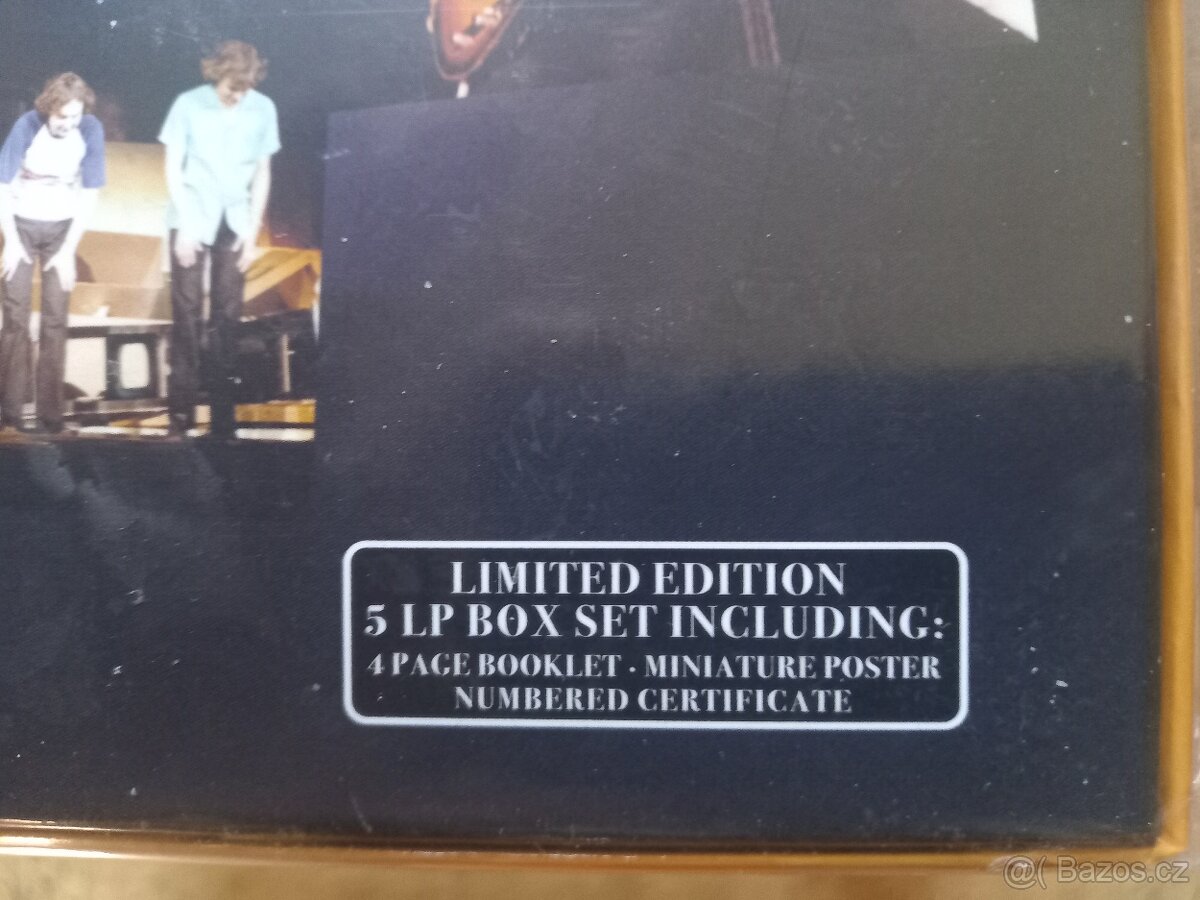 LIMITED EDITION
5 LP BOX SET INCLUDING:
4 PAGE BOOKLET · MINIATURE POSTER
NUMBERED CERTIFICATE
@( Bazos.cz